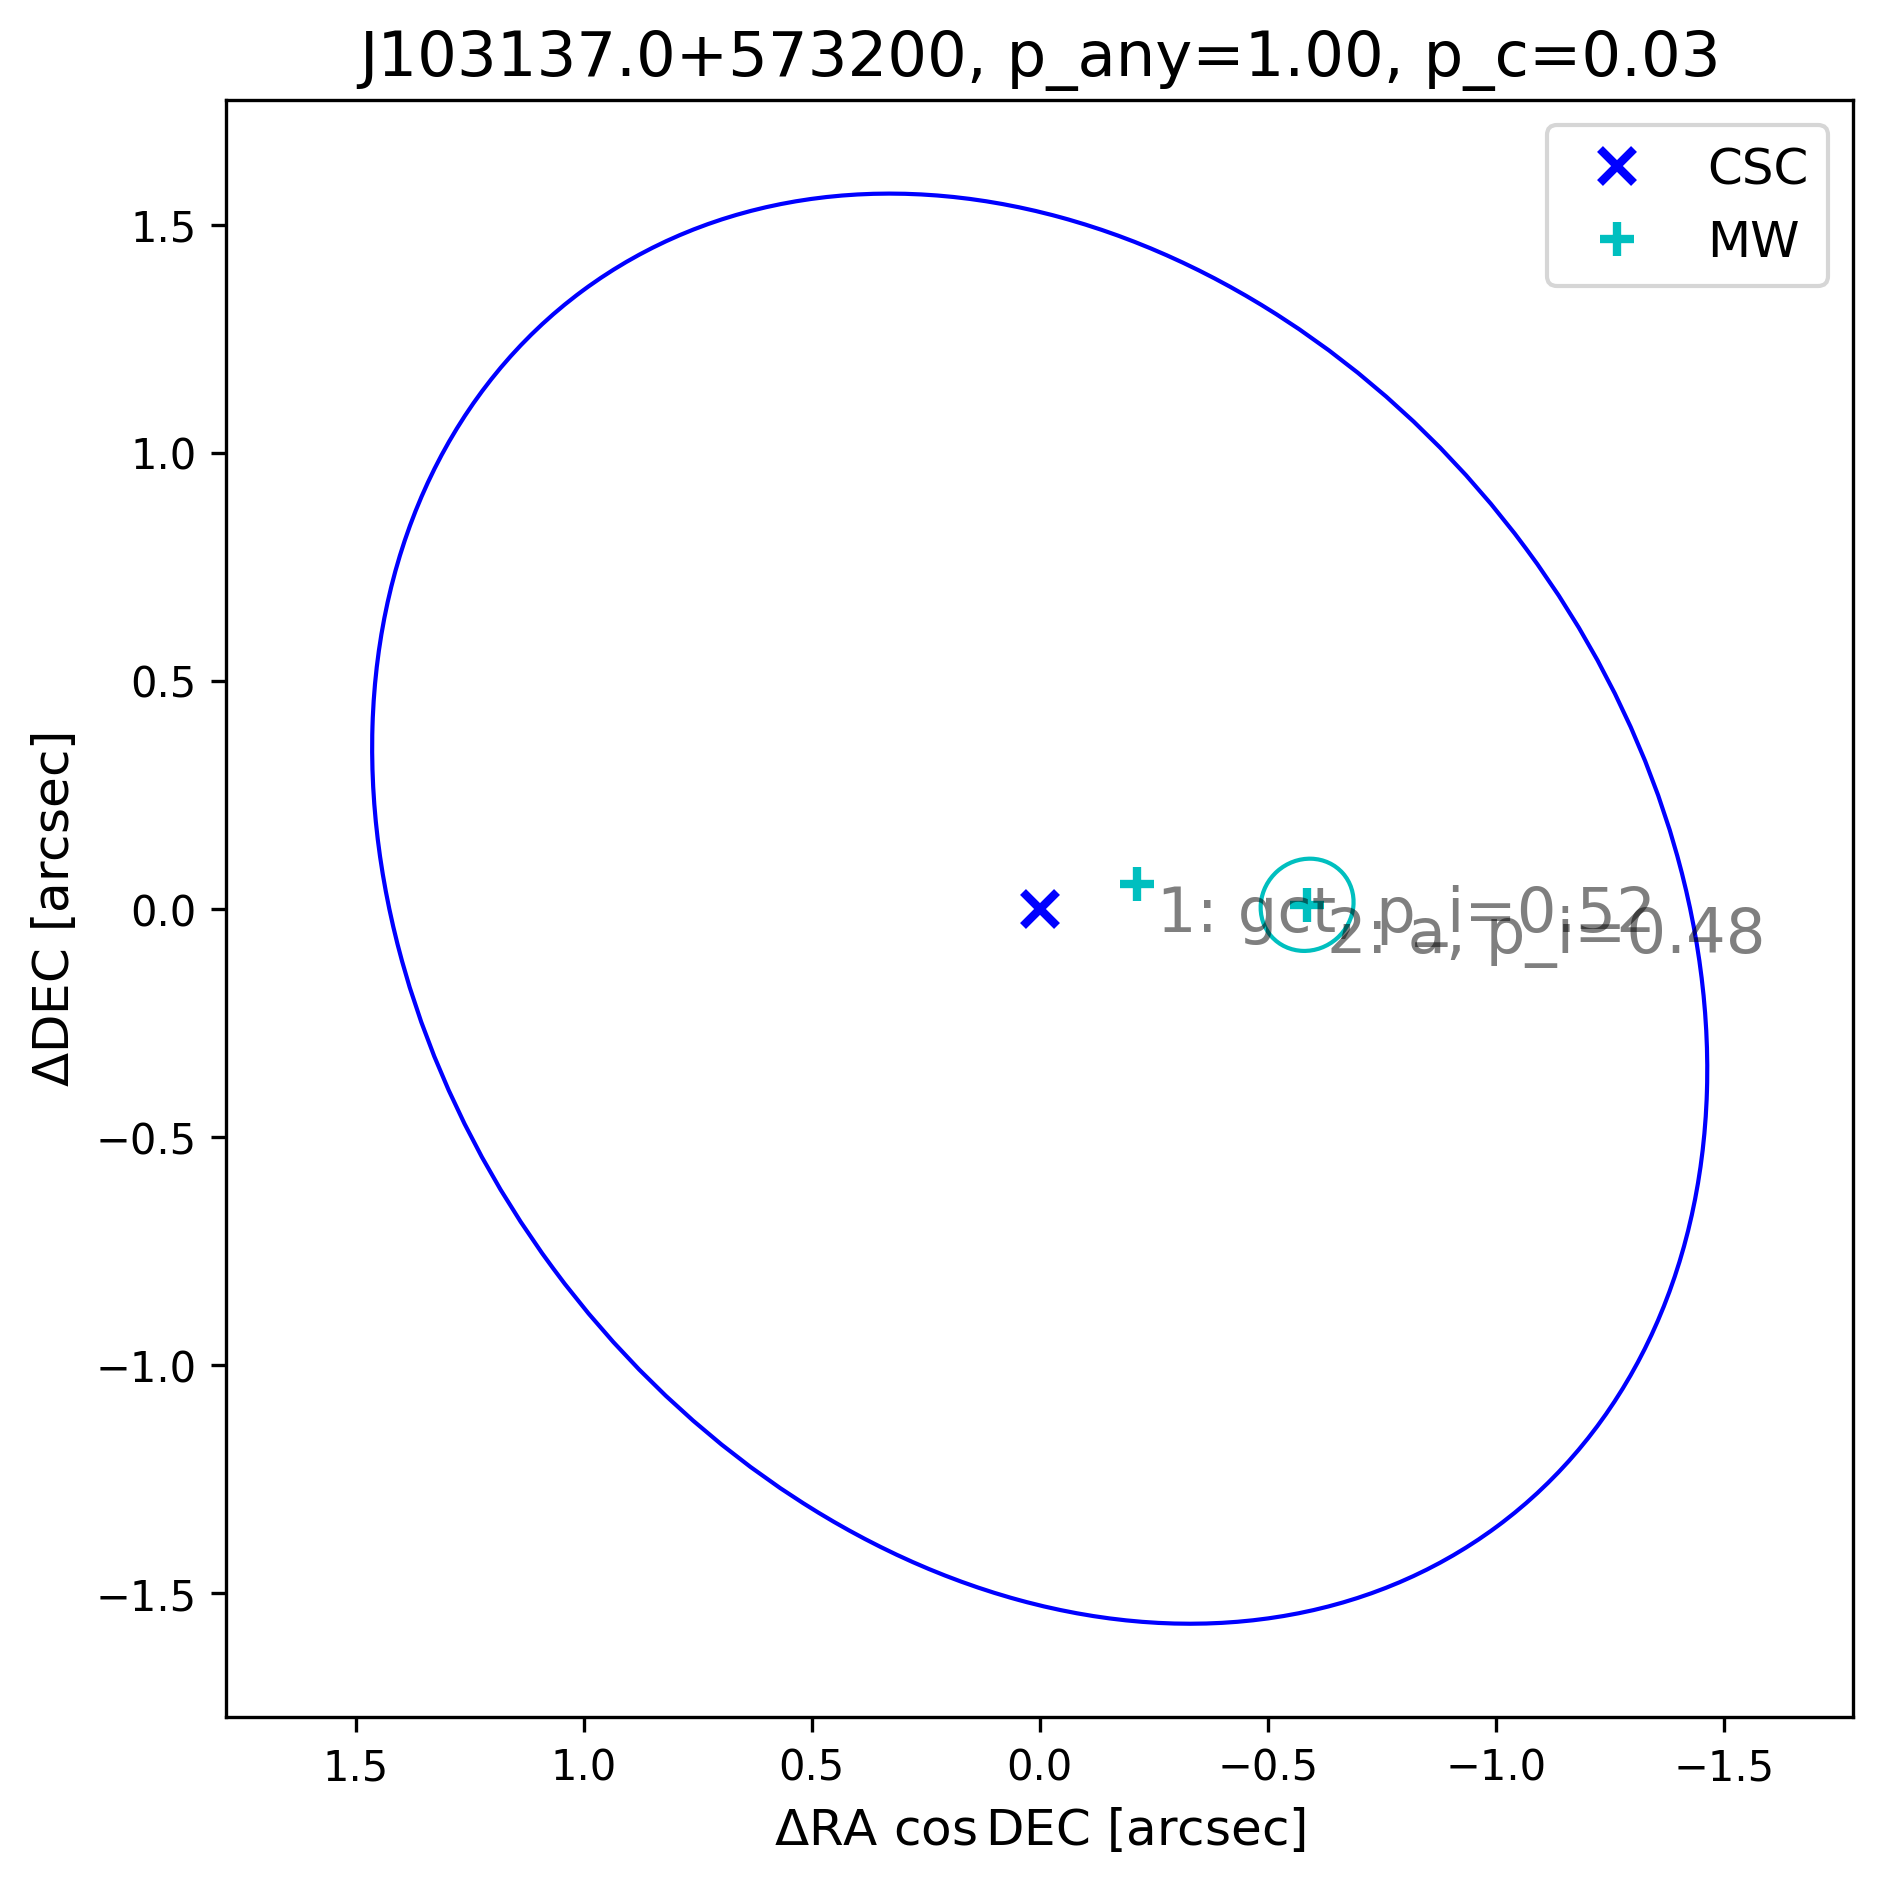 J103137.0+573200, p_any=1.00, p_c=0.03
CSC
MW
1.5
1.0
0.5
0.0
−0.5
−1.0
−1.5
ΔDEC [arcsec]
1: gct, p_i=0.52
2: a, p_i=0.48
1.5 1.0 0.5 0.0 −0.5 −1.0 −1.5
ΔRA cos DEC [arcsec]